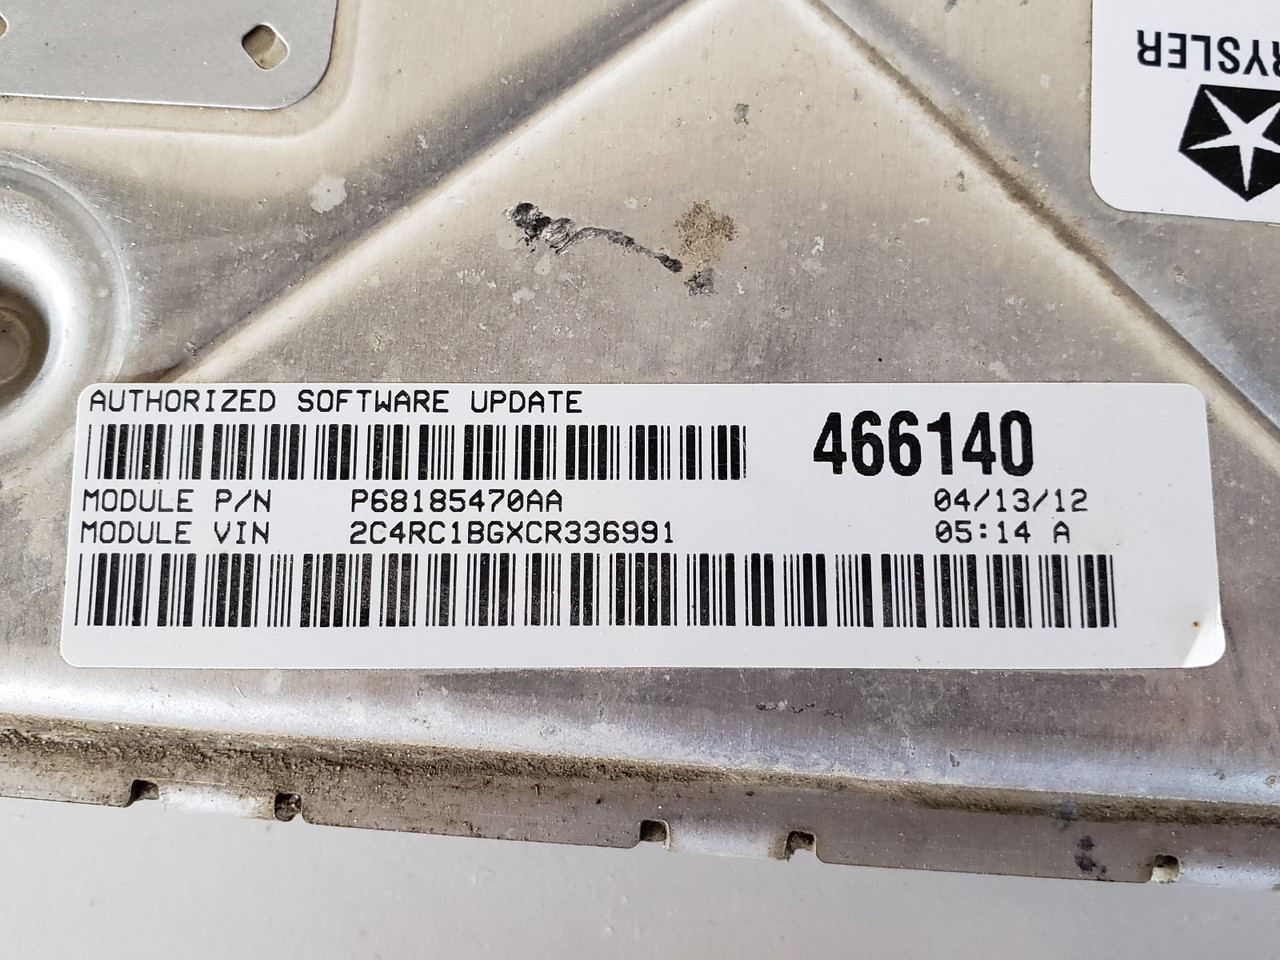 RYSLER
AUTHORIZED SOFTWARE UPDATE
466140
MODULE P/N P68185470AA 04/13/12
MODULE VIN 2C4RC1BGXCR336991 05:14 A